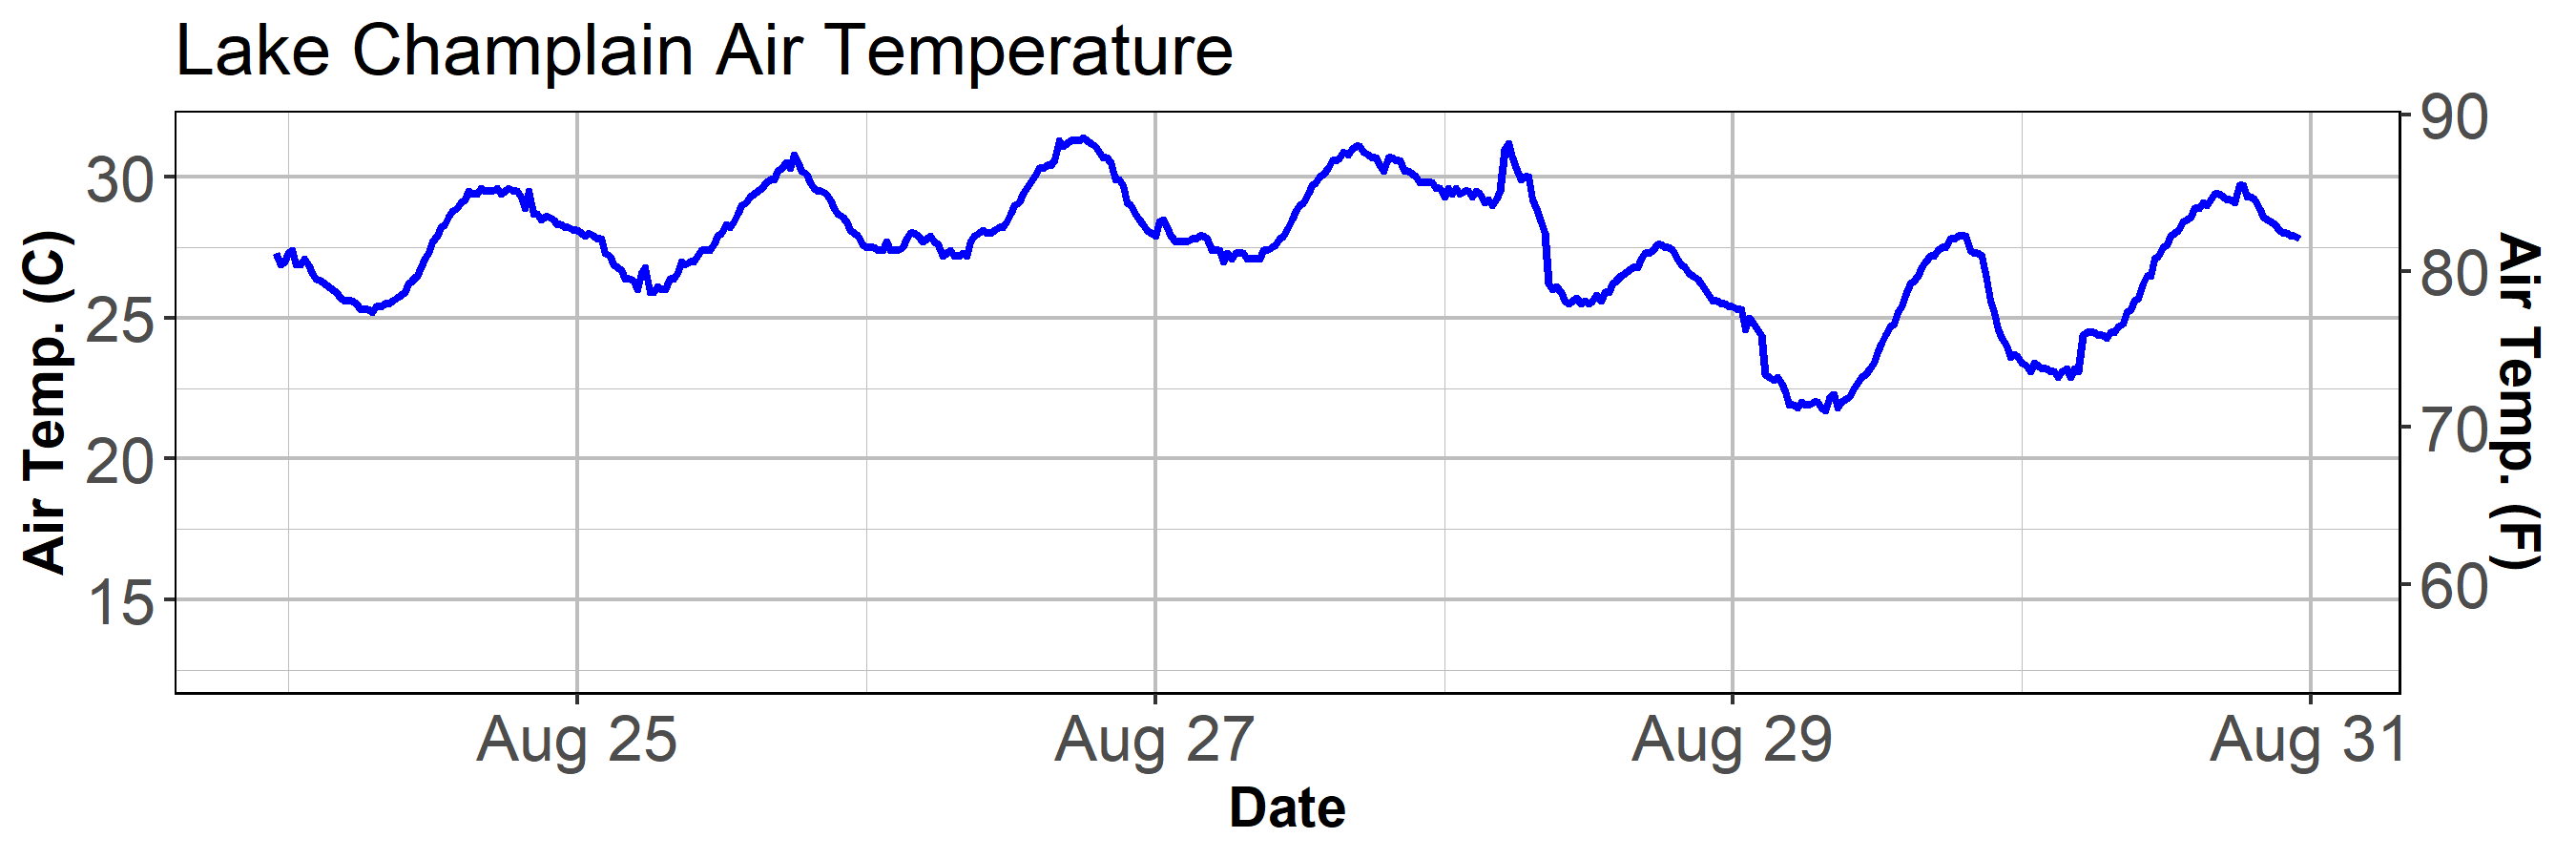 Lake Champlain Air Temperature
Air Temp. (C)
30
25
20
15
90
80
70
60
Air Temp. (F)
Aug 25
Aug 27
Aug 29
Aug 31
Date